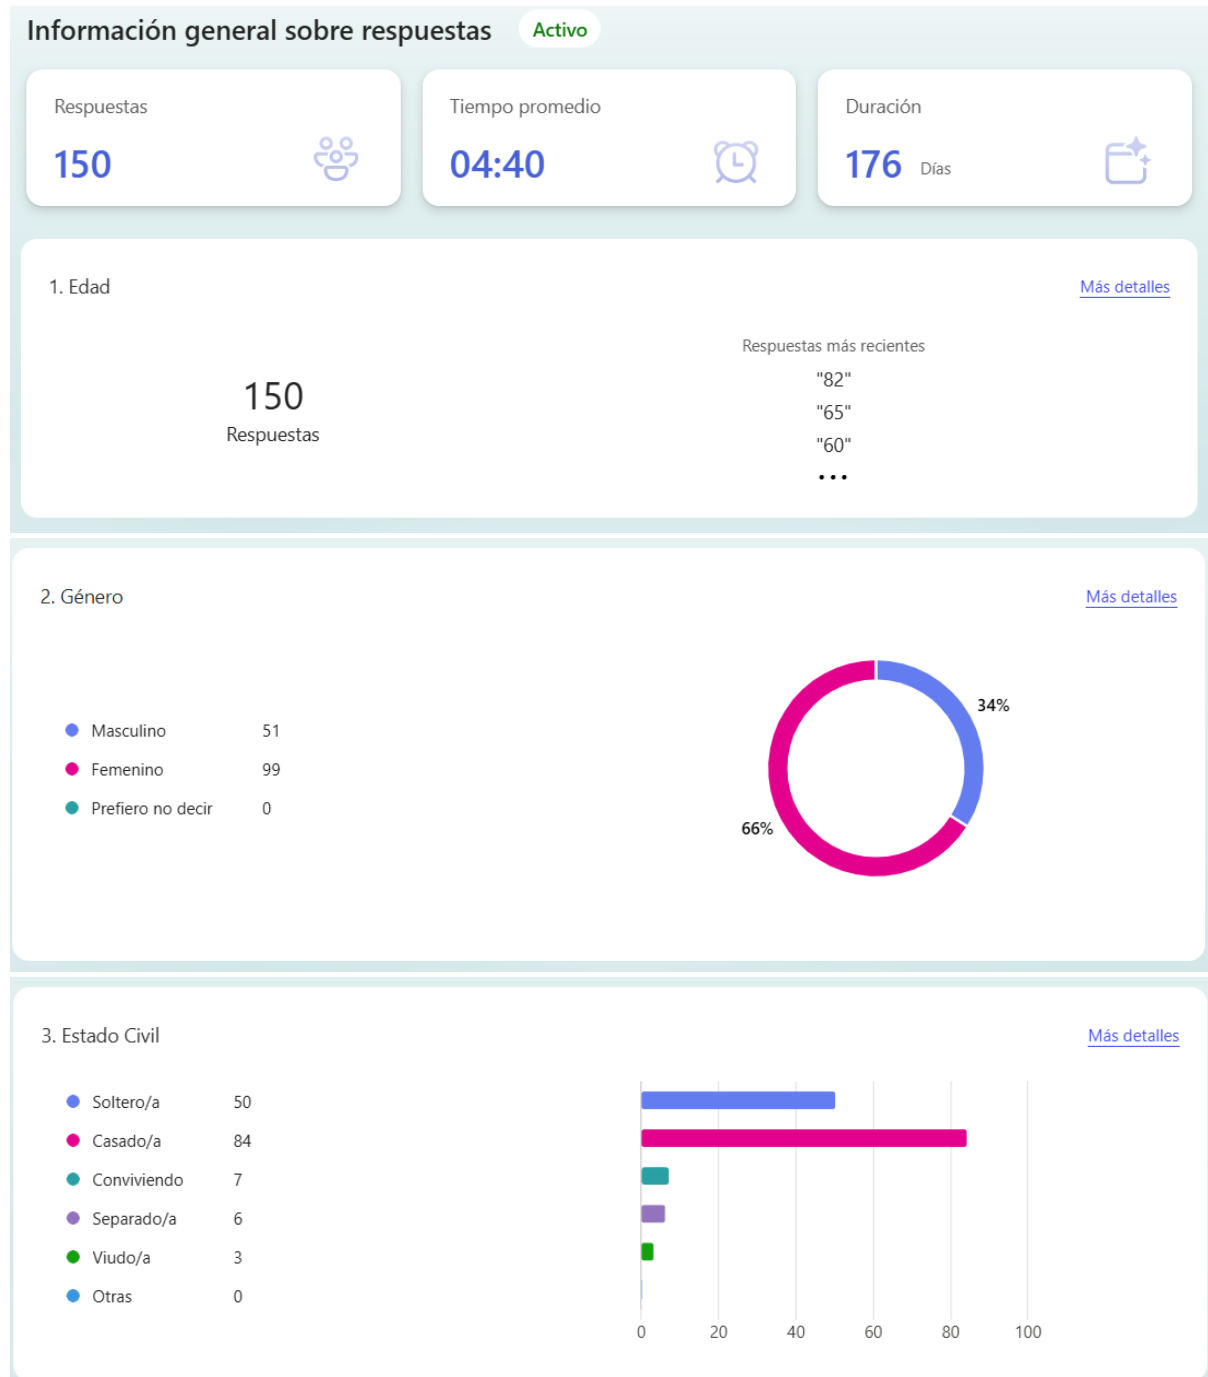 Información general sobre respuestas Activo
Respuestas Tiempo promedio Duración
150 04:40 176 Días
1. Edad Más detalles
Respuestas más recientes
"82"
150
"65"
Respuestas
"60"
...
2. Género Más detalles
34%
Masculino 51
Femenino 99
Prefiero no decir 0
66%
3. Estado Civil Más detalles
Soltero/a 50
Casado/a 84
Conviviendo 7
Separado/a 6
Viudo/a 3
Otras 0
0 20 40 60 80 100